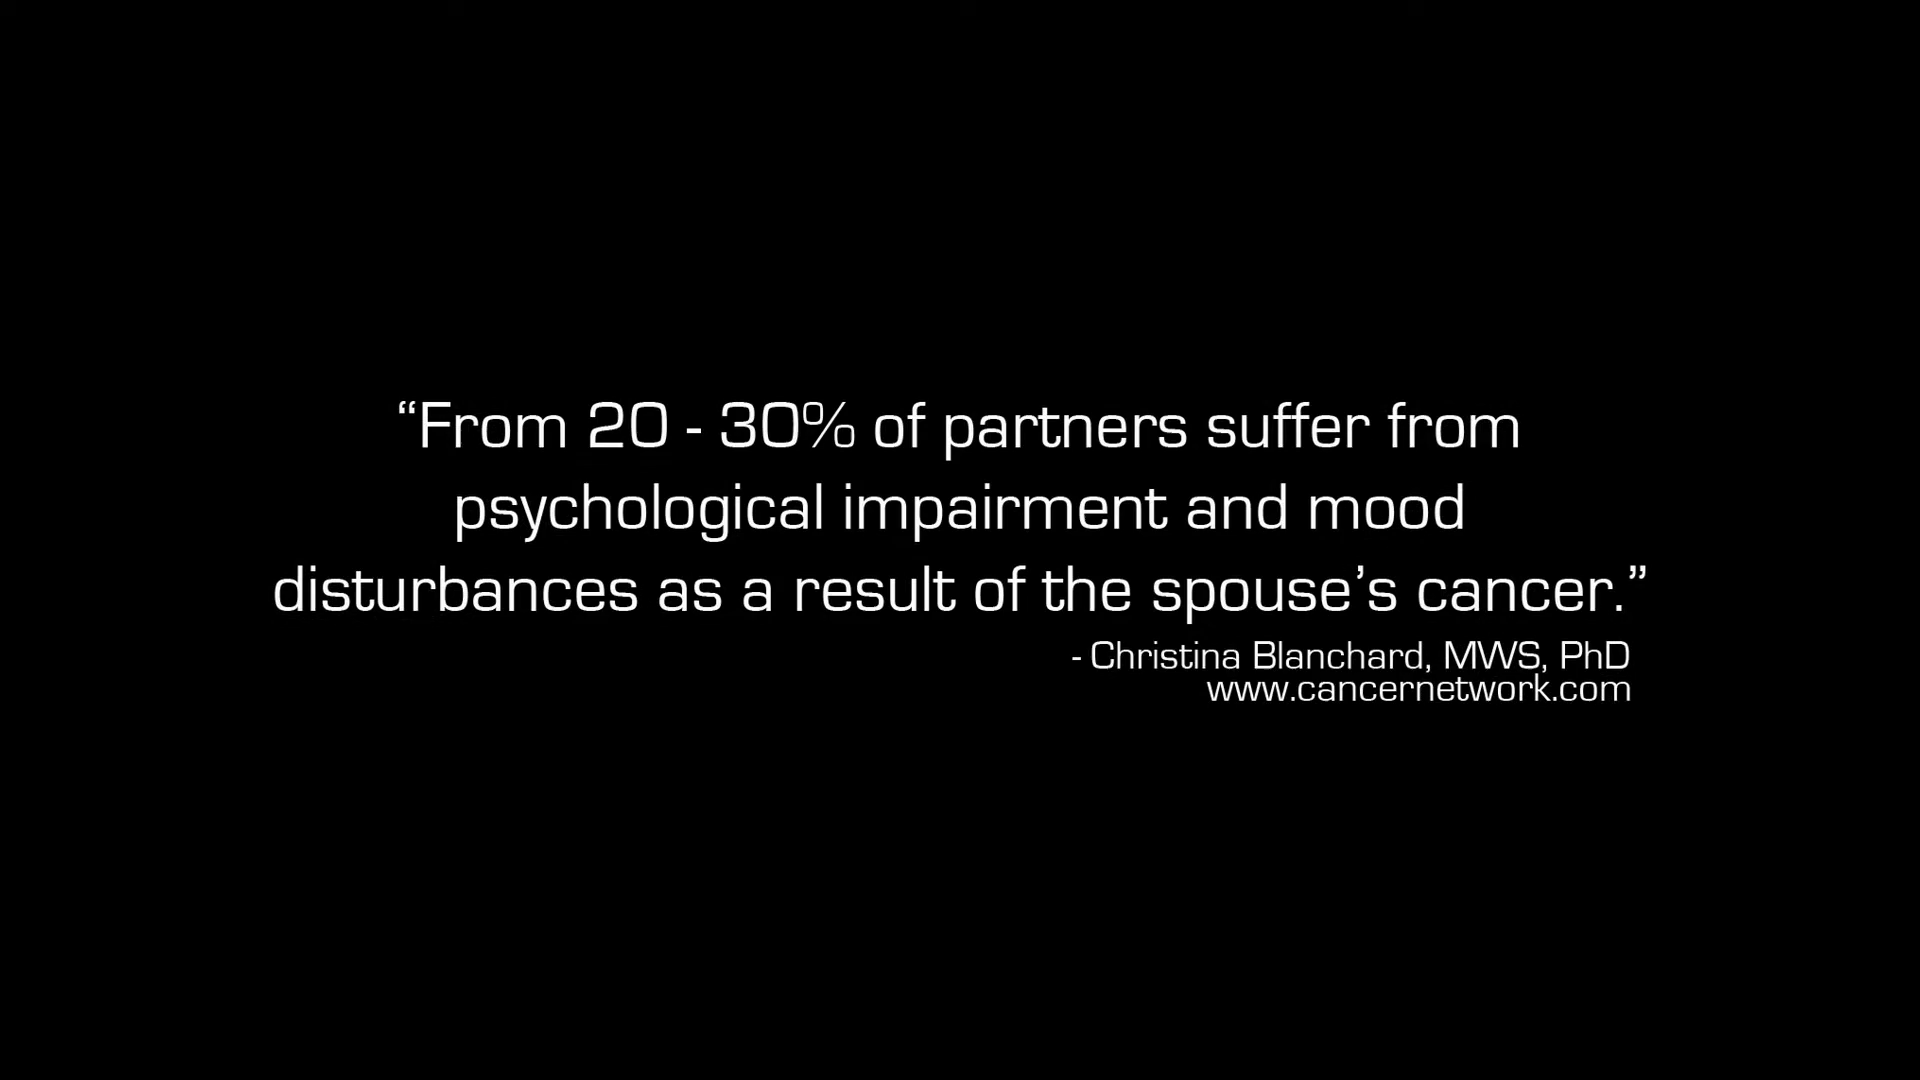 “From 20 - 30% of partners suffer from
psychological impairment and mood
disturbances as a result of the spouse’s cancer.”
- Christina Blanchard, MWS, PhD
www.cancernetwork.com